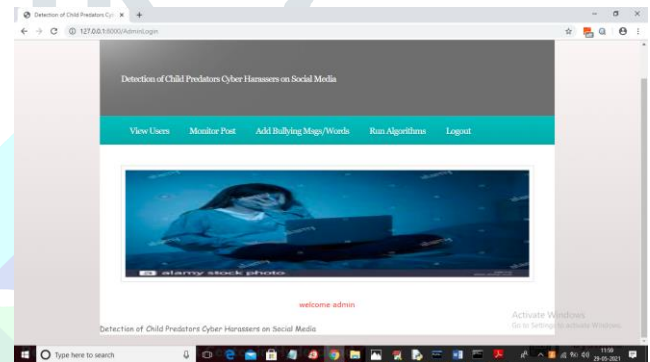 Detection of Child Predators Cyb
127.0.0.1:8000/AdminLogin
Detection of Child Predators Cyber Harassers on Social Media
View Users Monitor Post Add Bullying Msgs/Words Run Algorithms Logout
alamy stock photo
welcome admin
Detection of Child Predators Cyber Harassers on Social Media
Activate Windows
Go to Settings to activate Windows.
Type here to search
11:59
29-05-2021